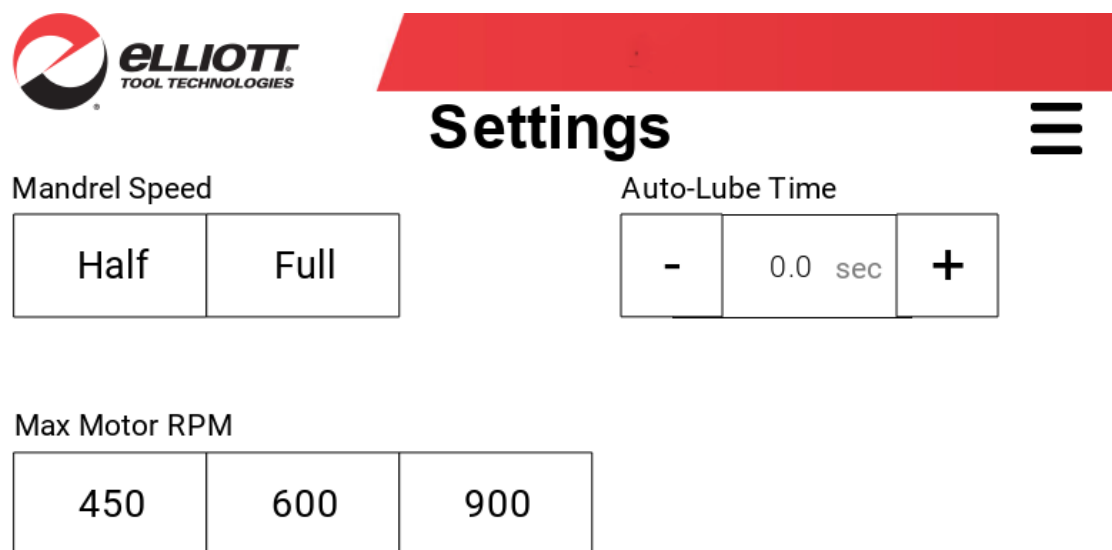 eLLIOTT
TOOL TECHNOLOGIES
Settings
Mandrel Speed
Half Full
Auto-Lube Time
- 0.0 sec +
Max Motor RPM
450 600 900